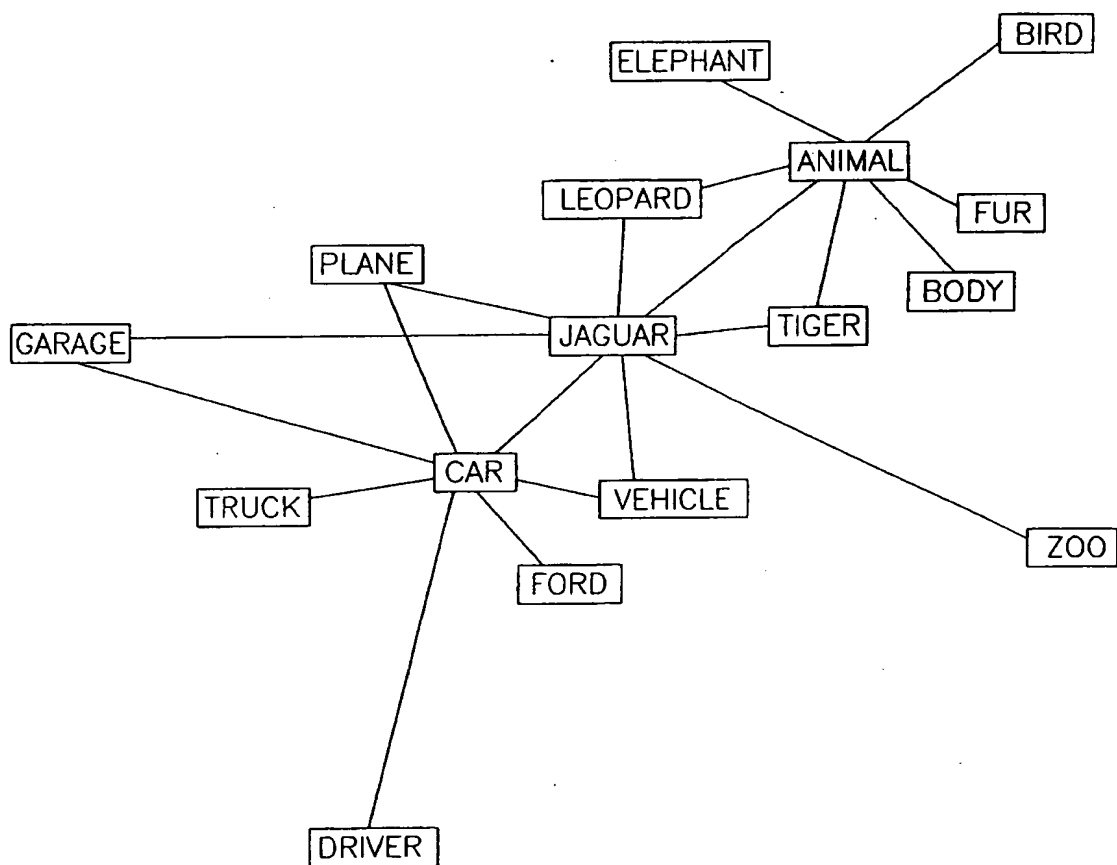 BIRD
ELEPHANT
ANIMAL
LEOPARD
FUR
PLANE
BODY
TIGER
JAGUAR
GARAGE
CAR
VEHICLE
TRUCK
ZOO
FORD
DRIVER